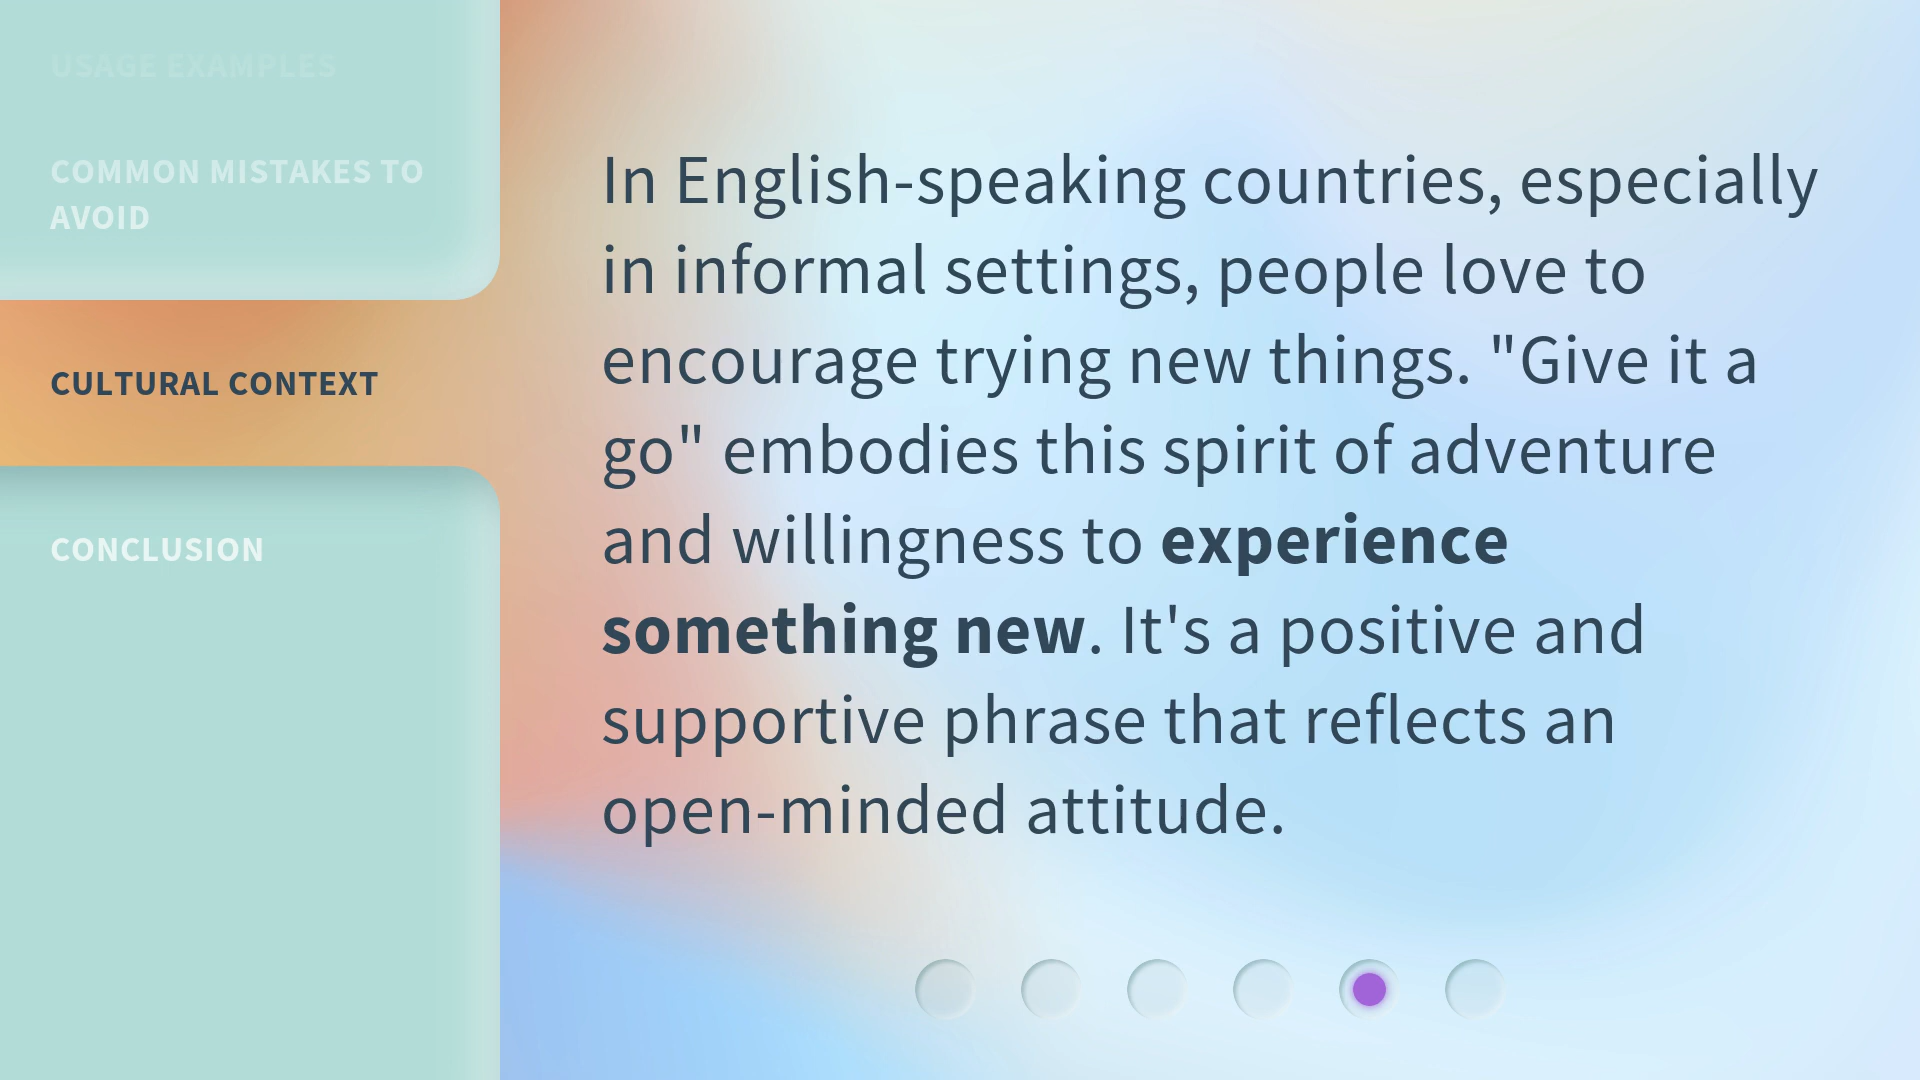 USAGE EXAMPLES
COMMON MISTAKES TO
AVOID
CULTURAL CONTEXT
CONCLUSION
In English-speaking countries, especially
in informal settings, people love to
encourage trying new things. "Give it a
go" embodies this spirit of adventure
and willingness to experience
something new. It's a positive and
supportive phrase that reflects an
open-minded attitude.